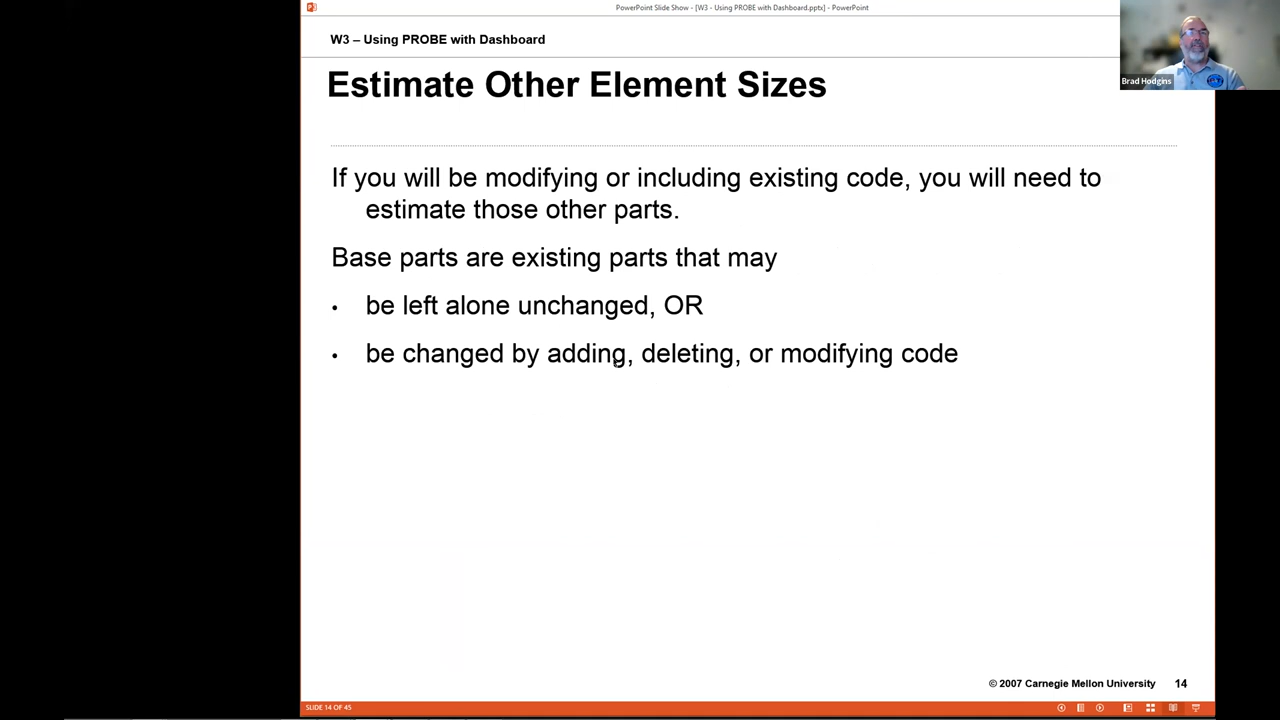 PowerPoint Slide Show - [W3 - Using PROBE with Dashboard.pptx] - PowerPoint
W3 – Using PROBE with Dashboard
Brad Hodgins
Estimate Other Element Sizes
If you will be modifying or including existing code, you will need to
estimate those other parts.
Base parts are existing parts that may
• be left alone unchanged, OR
• be changed by adding, deleting, or modifying code
© 2007 Carnegie Mellon University 14
SLIDE 14 OF 45